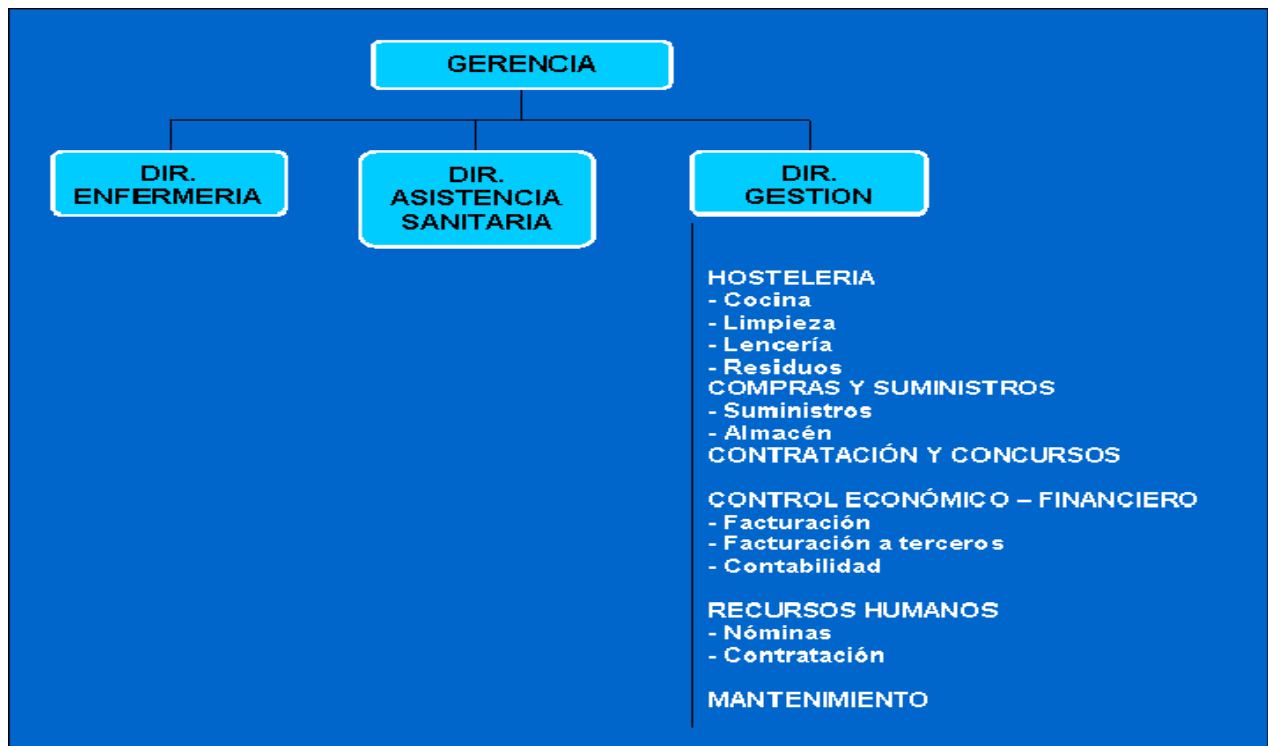 GERENCIA
DIR.
ENFERMERIA
DIR.
ASISTENCIA
SANITARIA
DIR.
GESTION
HOSTELERIA
- Cocina
- Limpieza
- Lencería
- Residuos
COMPRAS Y SUMINISTROS
- Suministros
- Almacén
CONTRATACIÓN Y CONCURSOS
CONTROL ECONÓMICO – FINANCIERO
- Facturación
- Facturación a terceros
- Contabilidad
RECURSOS HUMANOS
- Nóminas
- Contratación
MANTENIMIENTO